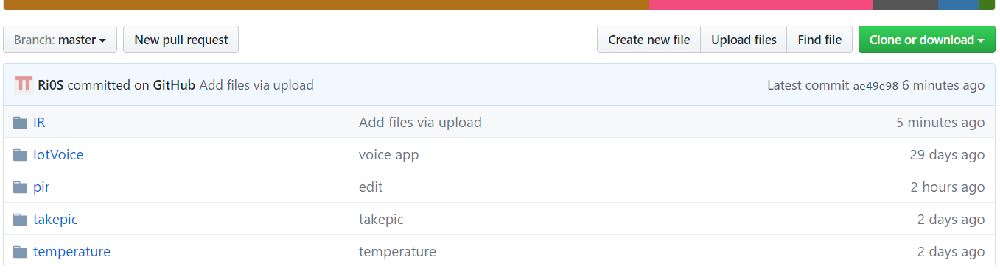 Branch: master New pull request Create new file Upload files Find file Clone or download
Ri0S committed on GitHub Add files via upload Latest commit ae49e98 6 minutes ago
IR Add files via upload 5 minutes ago
IotVoice voice app 29 days ago
pir edit 2 hours ago
takepic takepic 2 days ago
temperature temperature 2 days ago